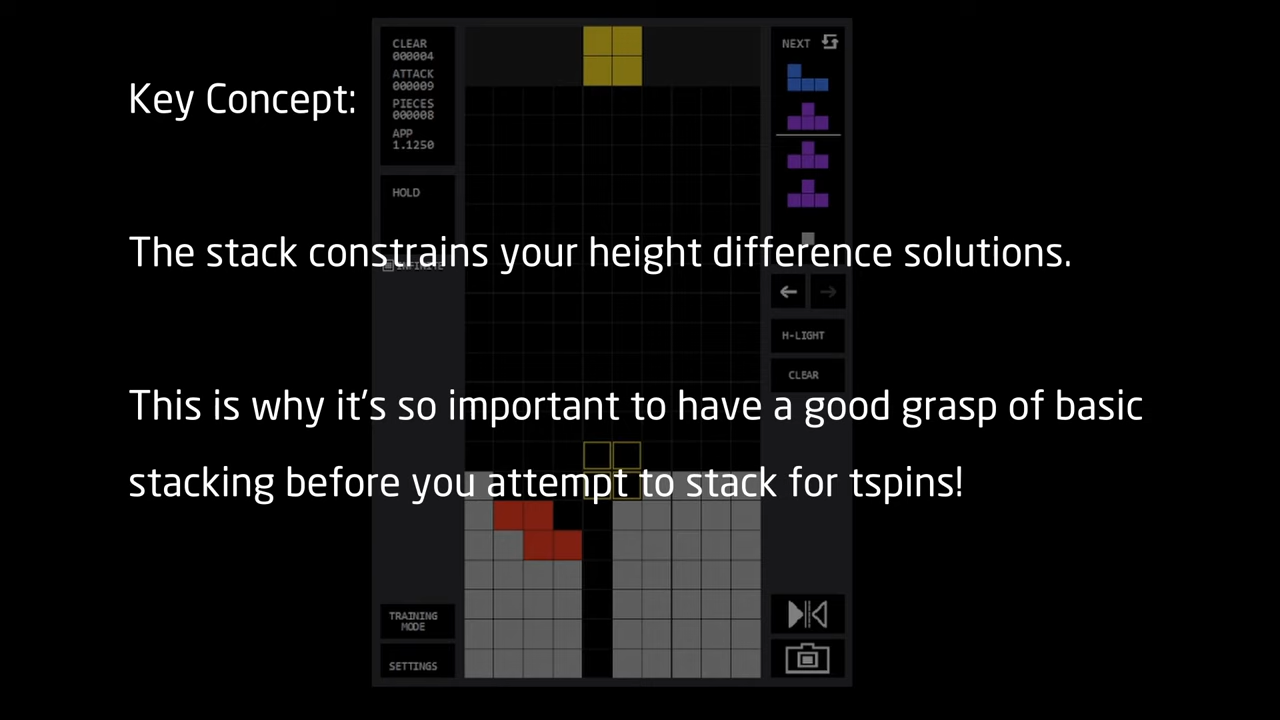 CLEAR
000004
ATTACK
000009
PIECES
000008
APP
1.1250
HOLD
INFINITE
NEXT
Key Concept:
The stack constrains your height difference solutions.
This is why it's so important to have a good grasp of basic
stacking before you attempt to stack for tspins!
H-LIGHT
CLEAR
TRAINING
MODE
SETTINGS